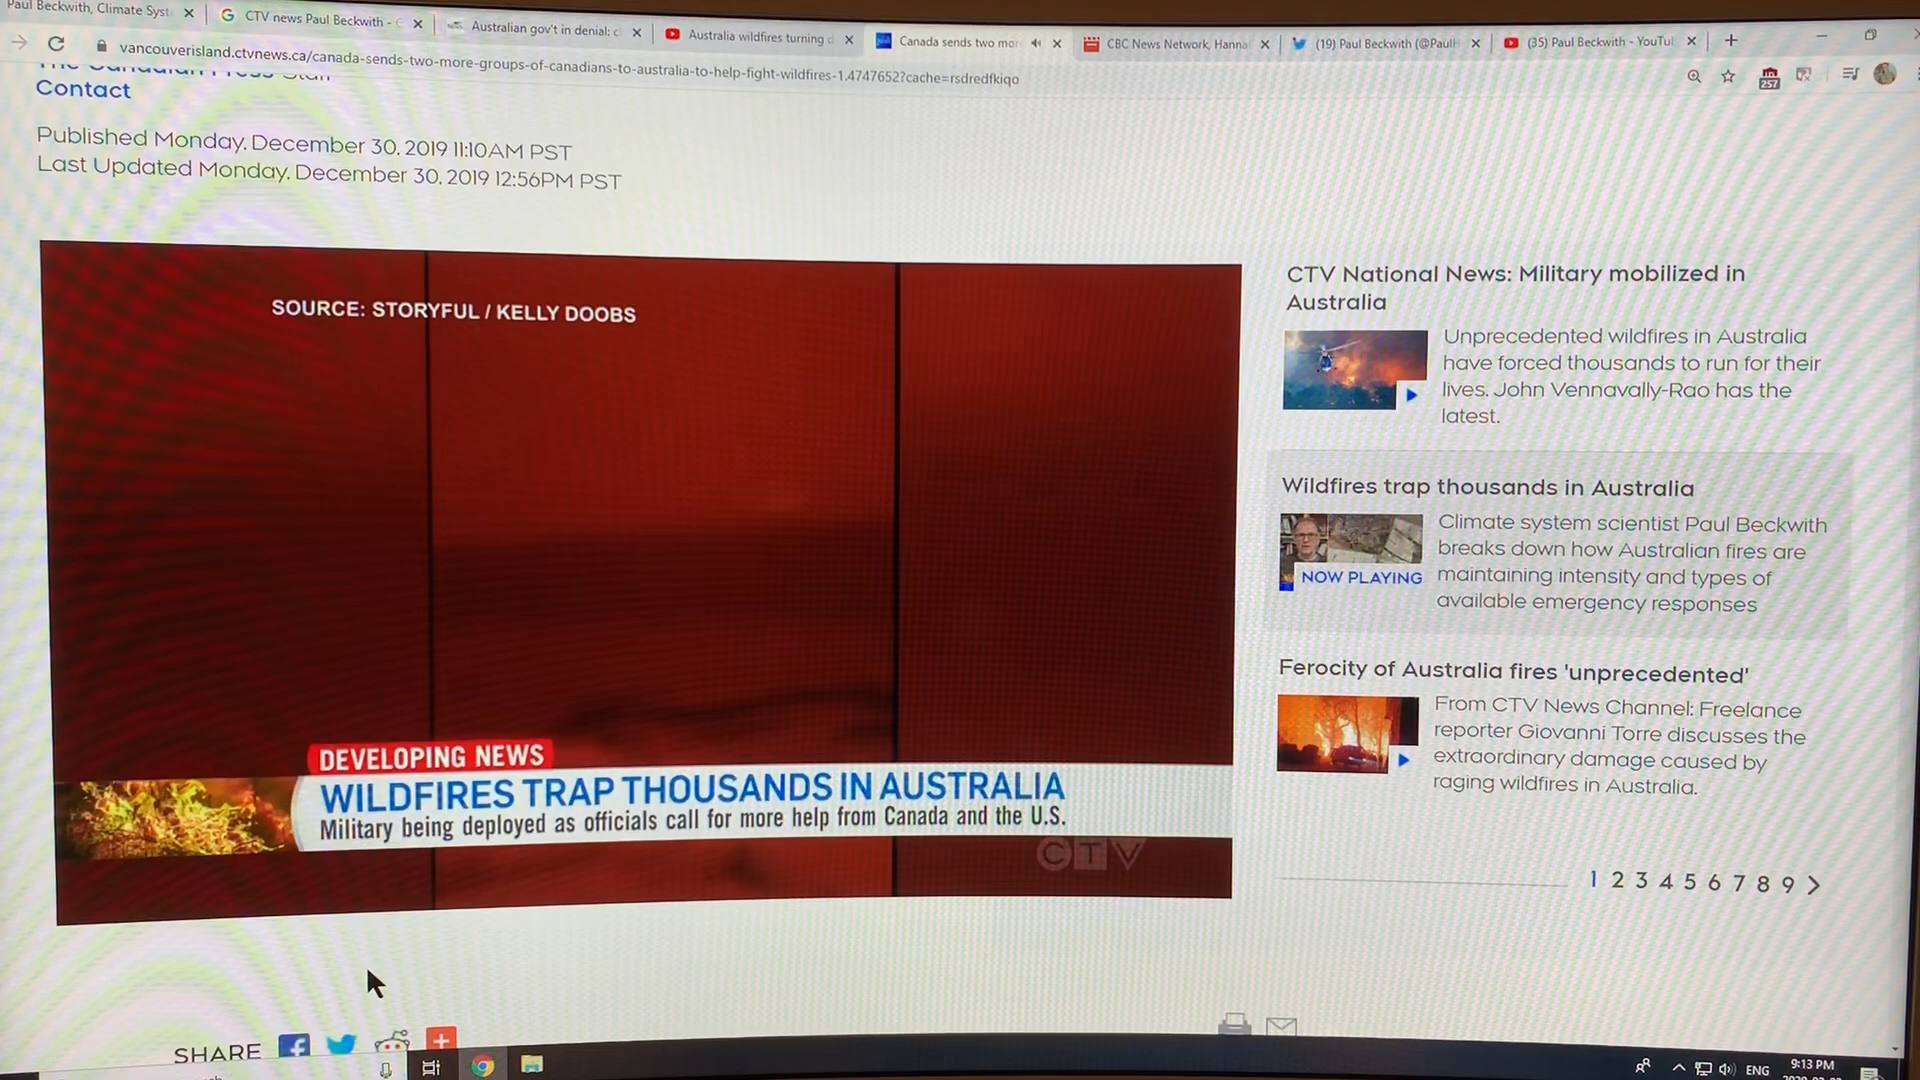 Paul Beckwith, Climate Syst
CTV news Paul Beckwith -
Australian gov't in denial: c
Australia wildfires turning
Canada sends two mor
CBC News Network, Hanna
(19) Paul Beckwith (@PaulH
(35) Paul Beckwith - YouTu
vancouverisland.ctvnews.ca/canada-sends-two-more-groups-of-canadians-to-australia-to-help-fight-wildfires-1.4747652?cache=rsdredfkiqo
257
The Canadian Press Staff
Contact
Published Monday, December 30, 2019 11:10AM PST
Last Updated Monday, December 30, 2019 12:56PM PST
SOURCE: STORYFUL / KELLY DOOBS
DEVELOPING NEWS
WILDFIRES TRAP THOUSANDS IN AUSTRALIA
Military being deployed as officials call for more help from Canada and the U.S.
CTV
CTV National News: Military mobilized in
Australia
Unprecedented wildfires in Australia
have forced thousands to run for their
lives. John Vennavally-Rao has the
latest.
Wildfires trap thousands in Australia
Climate system scientist Paul Beckwith
breaks down how Australian fires are
NOW PLAYING maintaining intensity and types of
available emergency responses
Ferocity of Australia fires 'unprecedented'
From CTV News Channel: Freelance
reporter Giovanni Torre discusses the
extraordinary damage caused by
raging wildfires in Australia.
1 2 3 4 5 6 7 8 9
SHARE
ENG
9:13 PM